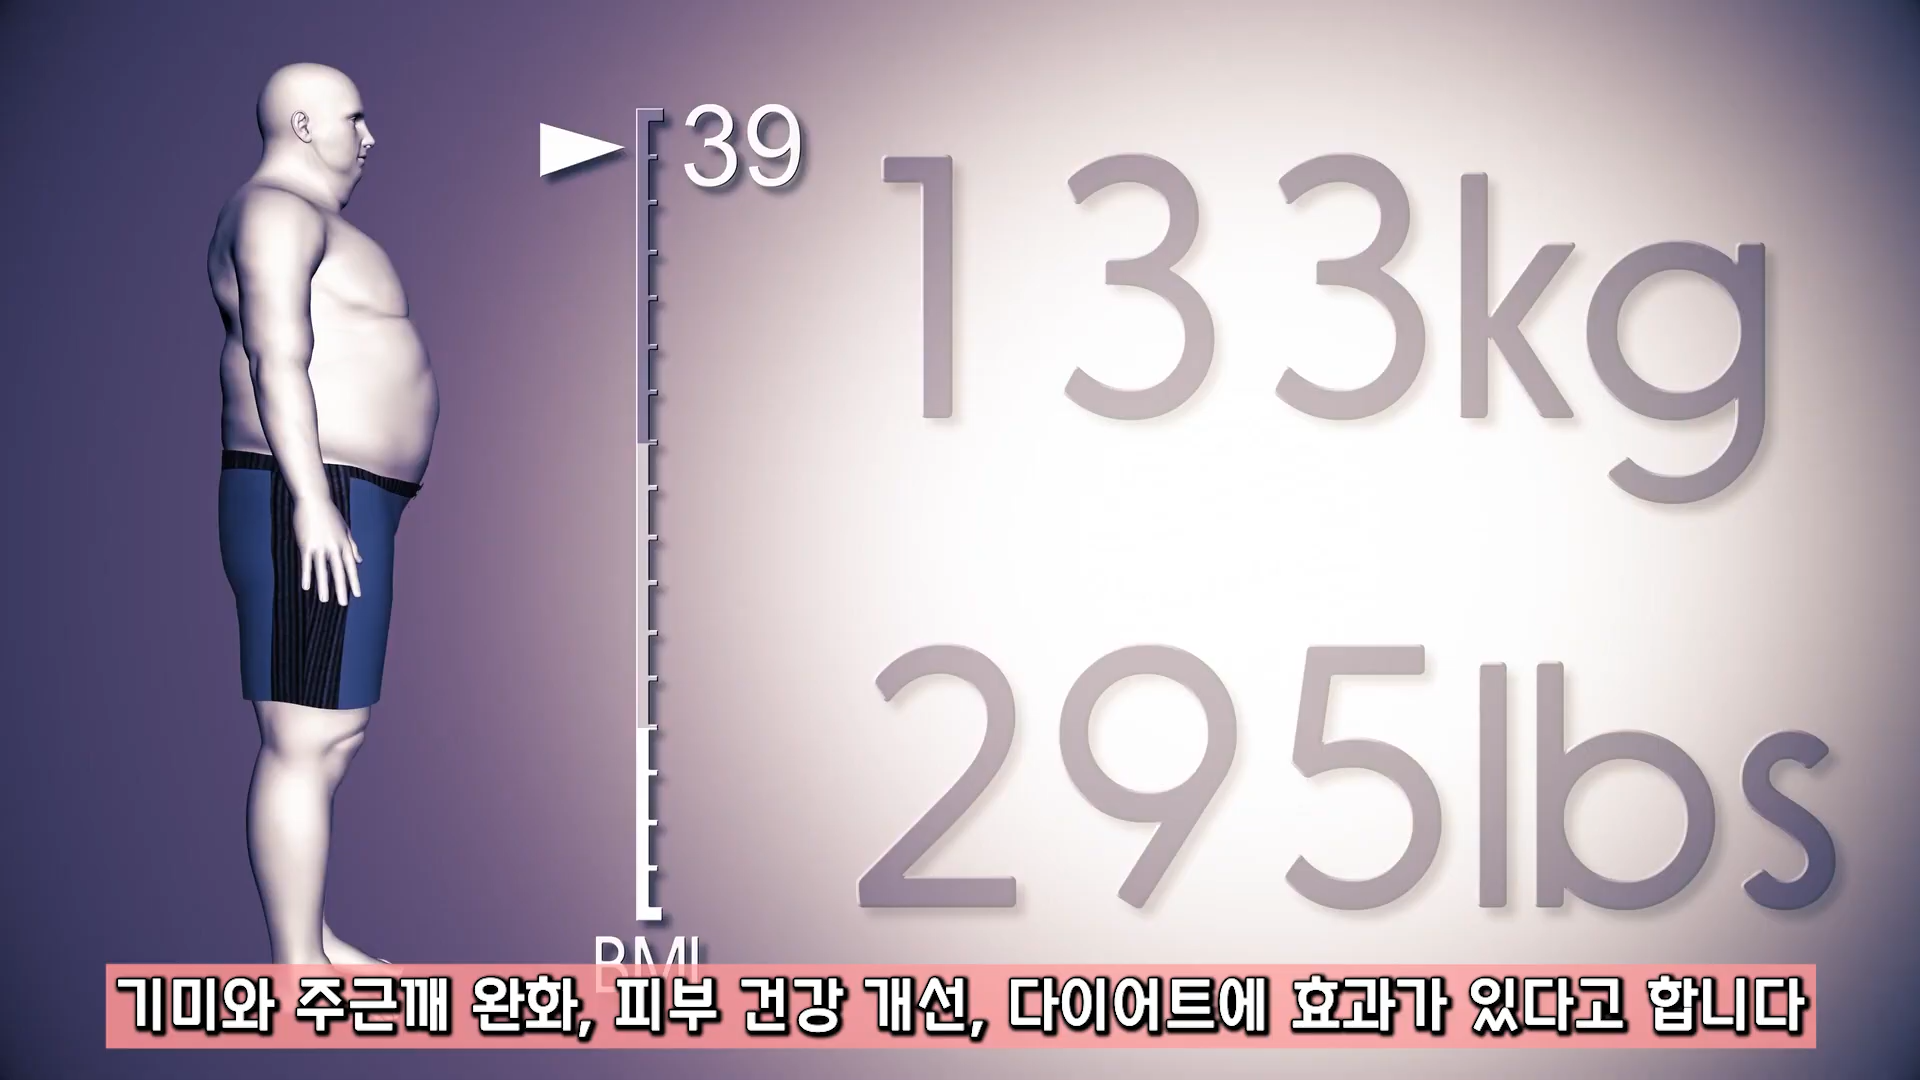 39
133kg
295lbs
BMI
기미와 주근깨 완화, 피부 건강 개선, 다이어트에 효과가 있다고 합니다